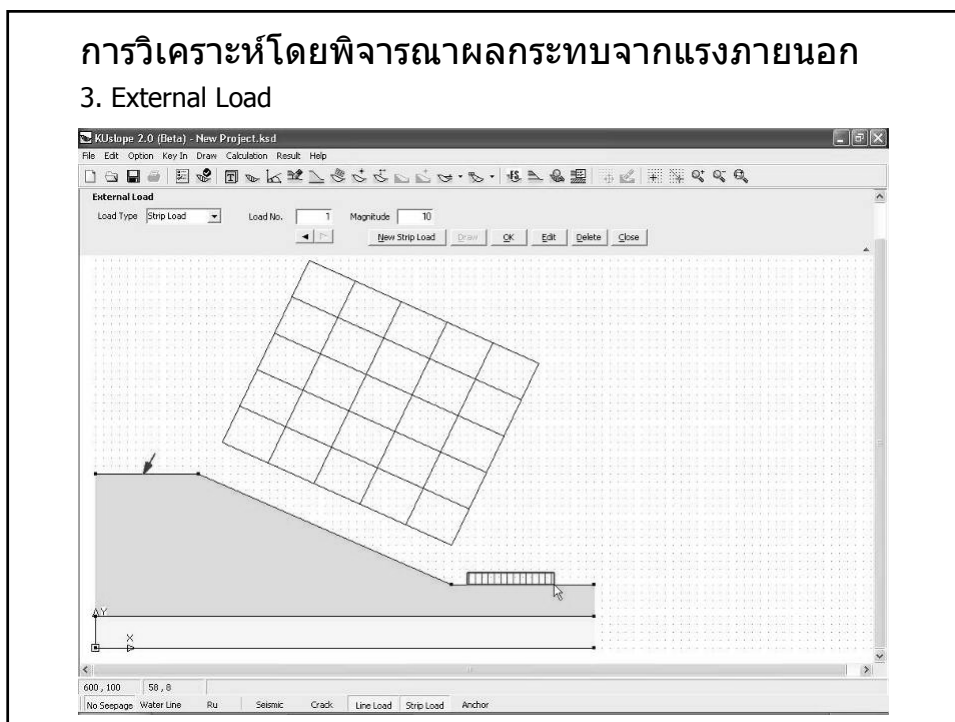 การวิเคราะห์โดยพิจารณาผลกระทบจากแรงภายนอก
3. External Load
KUslope 2.0 (Beta) - New Project.ksd
File Edit Option Key In Draw Calculation Result Help
External Load
Load Type Strip Load Load No. 1 Magnitude 10
New Strip Load Draw OK Edit Delete Close
Y
X
600 , 100 58 , 8
No Seepage Water Line Ru Seismic Crack Line Load Strip Load Anchor